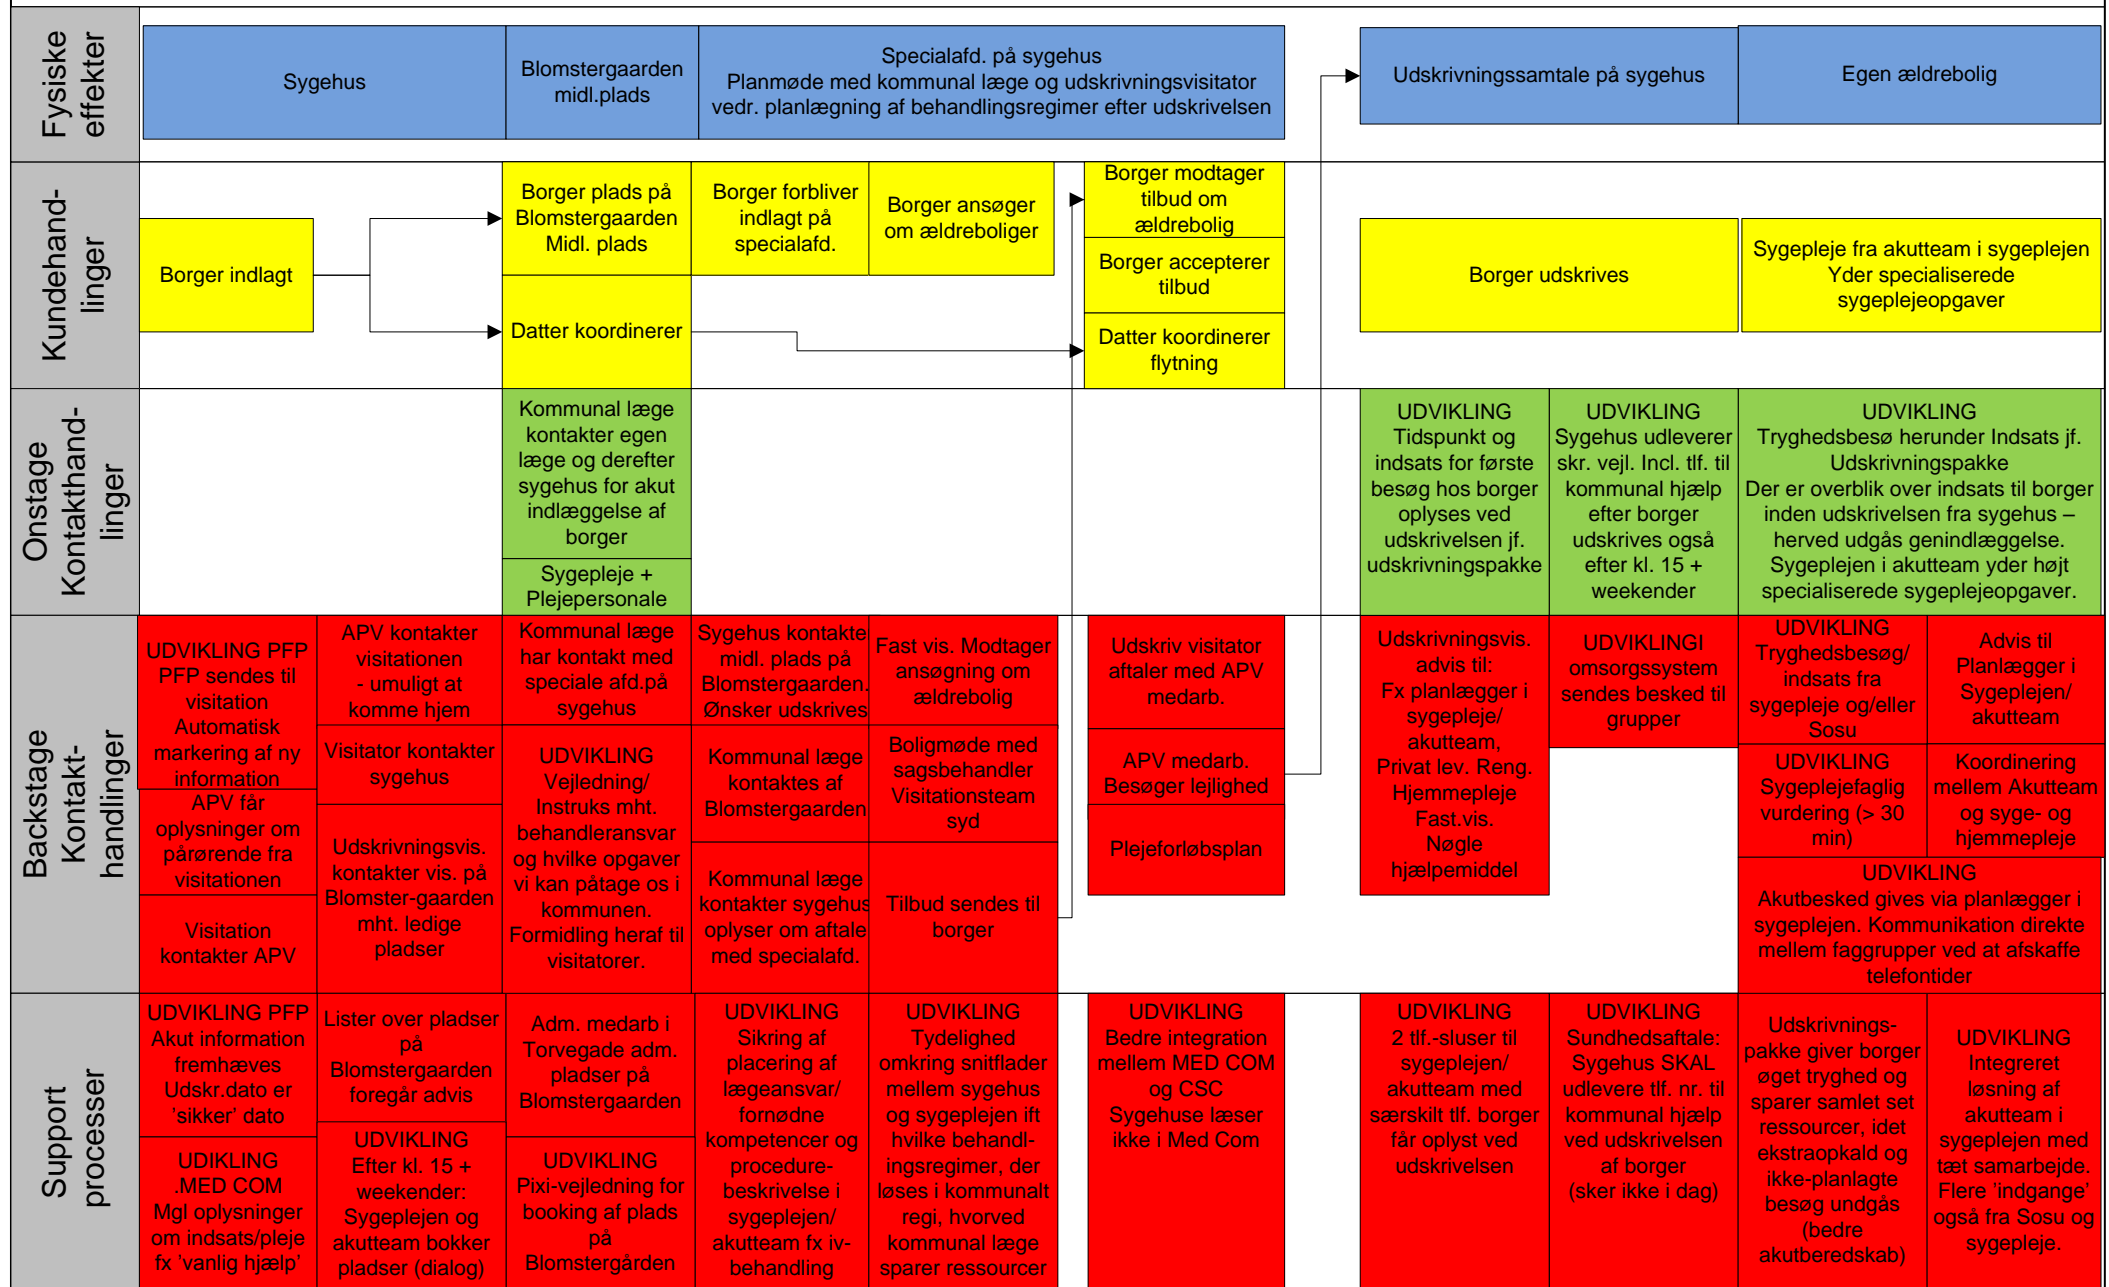 Fysiske
effekter
Sygehus
Blomstergaarden
midl.plads
Specialafd. på sygehus
Planmøde med kommunal læge og udskrivningsvisitator
vedr. planlægning af behandlingsregimer efter udskrivelsen
Udskrivningssamtale på sygehus
Egen ældrebolig
Kundehand-
linger
Borger indlagt
Borger plads på
Blomstergaarden
Midl. plads
Datter koordinerer
Borger forbliver
indlagt på
specialafd.
Borger ansøger
om ældreboliger
Borger modtager
tilbud om
ældrebolig
Borger accepterer
tilbud
Datter koordinerer
flytning
Borger udskrives
Sygepleje fra akutteam i sygeplejen
Yder specialiserede
sygeplejeopgaver
Onstage
Kontakthand-
linger
Kommunal læge
kontakter egen
læge og derefter
sygehus for akut
indlæggelse af
borger
Sygepleje +
Plejepersonale
UDVIKLING
Tidspunkt og
indsats for første
besøg hos borger
oplyses ved
udskrivelsen jf.
udskrivningspakke
UDVIKLING
Sygehus udleverer
skr. vejl. Incl. tlf. til
kommunal hjælp
efter borger
udskrives også
efter kl. 15 +
weekender
UDVIKLING
Tryghedsbesø herunder Indsats jf.
Udskrivningspakke
Der er overblik over indsats til borger
inden udskrivelsen fra sygehus –
herved udgås genindlæggelse.
Sygeplejen i akutteam yder højt
specialiserede sygeplejeopgaver.
Backstage
Kontakt-
handlinger
UDVIKLING PFP
PFP sendes til
visitation
Automatisk
markering af ny
information
APV får
oplysninger om
pårørende fra
visitationen
Visitation
kontakter APV
APV kontakter
visitationen
- umuligt at
komme hjem
Visitator kontakter
sygehus
Udskrivningsvis.
kontakter vis. på
Blomster-gaarden
mht. ledige
pladser
Kommunal læge
har kontakt med
speciale afd.på
sygehus
UDVIKLING
Vejledning/
Instruks mht.
behandleransvar
og hvilke opgaver
vi kan påtage os i
kommunen.
Formidling heraf til
visitatorer.
Sygehus kontakte
midl. plads på
Blomstergaarden.
Ønsker udskrives
Kommunal læge
kontaktes af
Blomstergaarden
Kommunal læge
kontakter sygehus
oplyser om aftale
med specialafd.
Fast vis. Modtager
ansøgning om
ældrebolig
Boligmøde med
sagsbehandler
Visitationsteam
syd
Tilbud sendes til
borger
Udskriv visitator
aftaler med APV
medarb.
APV medarb.
Besøger lejlighed
Plejeforløbsplan
Udskrivningsvis.
advis til:
Fx planlægger i
sygepleje/
akutteam,
Privat lev. Reng.
Hjemmepleje
Fast.vis.
Nøgle
hjælpemiddel
UDVIKLINGI
omsorgssystem
sendes besked til
grupper
UDVIKLING
Tryghedsbesøg/
indsats fra
sygepleje og/eller
Sosu
Advis til
Planlægger i
Sygeplejen/
akutteam
UDVIKLING
Sygeplejefaglig
vurdering (> 30
min)
Koordinering
mellem Akutteam
og syge- og
hjemmepleje
UDVIKLING
Akutbesked gives via planlægger i
sygeplejen. Kommunikation direkte
mellem faggrupper ved at afskaffe
telefontider
Support
processer
UDVIKLING PFP
Akut information
fremhæves
Udskr.dato er
'sikker' dato
UDIKLING
.MED COM
Mgl oplysninger
om indsats/pleje
fx 'vanlig hjælp'
Lister over pladser
på
Blomstergaarden
foregår advis
UDVIKLING
Efter kl. 15 +
weekender:
Sygeplejen og
akutteam bokker
pladser (dialog)
Adm. medarb i
Torvegade adm.
pladser på
Blomstergaarden
UDVIKLING
Pixi-vejledning for
booking af plads
på
Blomstergården
UDVIKLING
Sikring af
placering af
lægeansvar/
fornødne
kompetencer og
procedure-
beskrivelse i
sygeplejen/
akutteam fx iv-
behandling
UDVIKLING
Tydelighed
omkring snitflader
mellem sygehus
og sygeplejen ift
hvilke behandl-
ingsregimer, der
løses i kommunalt
regi, hvorved
kommunal læge
sparer ressourcer
UDVIKLING
Bedre integration
mellem MED COM
og CSC
Sygehuse læser
ikke i Med Com
UDVIKLING
2 tlf.-sluser til
sygeplejen/
akutteam med
særskilt tlf. borger
får oplyst ved
udskrivelsen
UDVIKLING
Sundhedsaftale:
Sygehus SKAL
udlevere tlf. nr. til
kommunal hjælp
ved udskrivelsen
af borger
(sker ikke i dag)
Udskrivnings-
pakke giver borger
øget tryghed og
sparer samlet set
ressourcer, idet
ekstraopkald og
ikke-planlagte
besøg undgås
(bedre
akutberedskab)
UDVIKLING
Integreret
løsning af
akutteam i
sygeplejen med
tæt samarbejde.
Flere 'indgange'
også fra Sosu og
sygepleje.